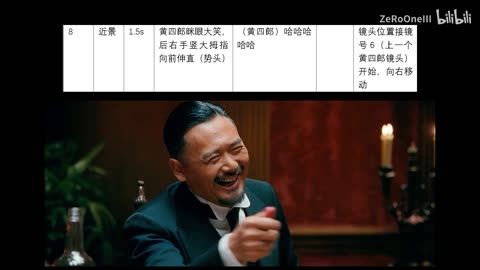 ZeRoOneIII bilibili
8 近景 1.5s 黄四郎眯眼大笑， （黄四郎）哈哈哈 镜头位置接镜
后右手竖大拇指 哈哈 号 6（上一个
向前伸直（势头） 黄四郎镜头）
开始，向右移
动